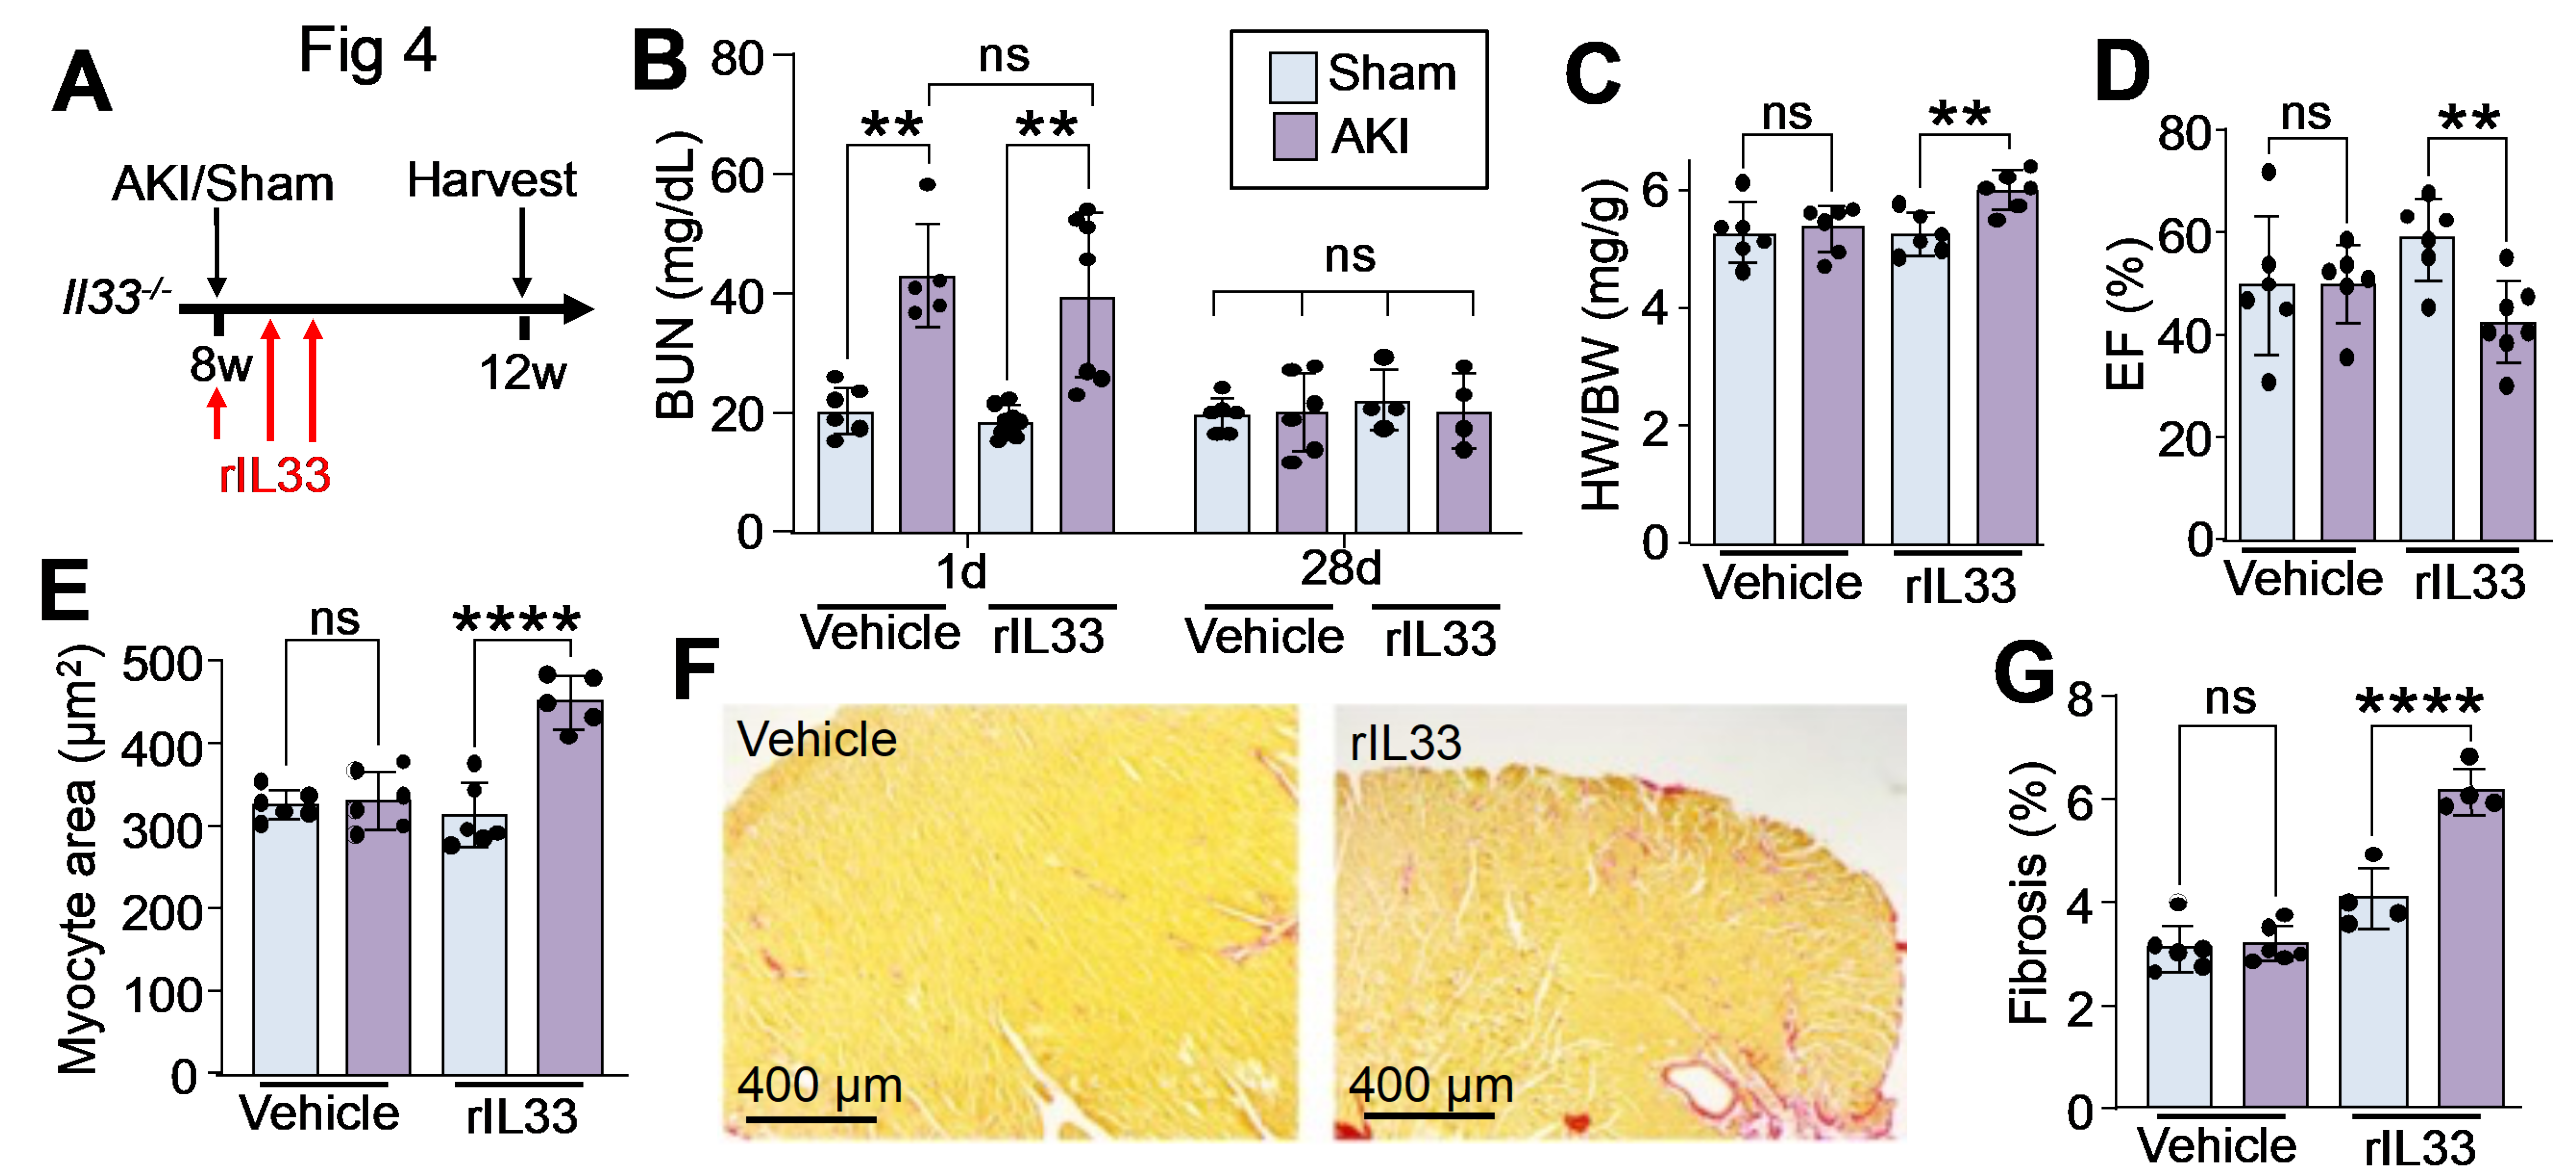 Fig 4
A
AKI/Sham
Harvest
Il33-/-
8w
12w
rIL33
B
80
60
40
20
0
BUN (mg/dL)
ns
**
**
ns
Sham
AKI
1d
28d
Vehicle
rIL33
Vehicle
rIL33
C
6
4
2
0
HW/BW (mg/g)
ns
**
Vehicle
rIL33
D
80
60
40
20
0
EF (%)
ns
**
Vehicle
rIL33
E
500
400
300
200
100
0
Myocyte area (µm²)
ns
****
Vehicle
rIL33
F
Vehicle
400 µm
rIL33
400 µm
G
8
6
4
2
0
Fibrosis (%)
ns
****
Vehicle
rIL33